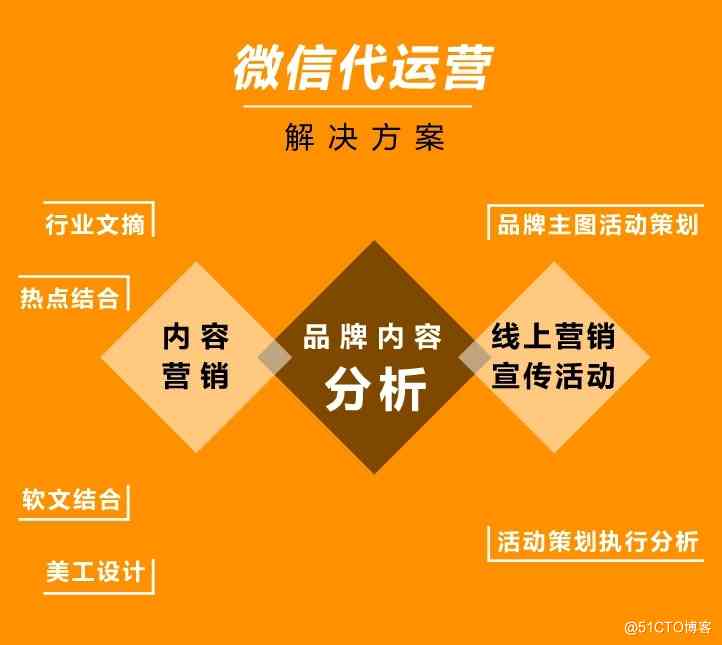 微信代运营
解决方案
行业文摘
品牌主图活动策划
热点结合
内容
营销
品牌内容
分析
线上营销
宣传活动
软文结合
活动策划执行分析
美工设计
@51CTO博客